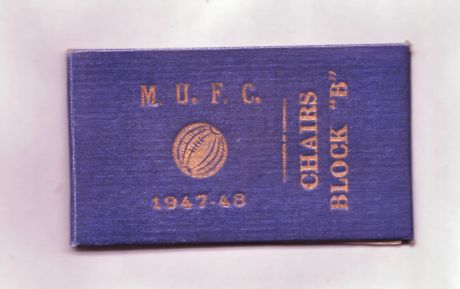 M. U. F. C.
1947-48
CHAIRS
BLOCK "B"